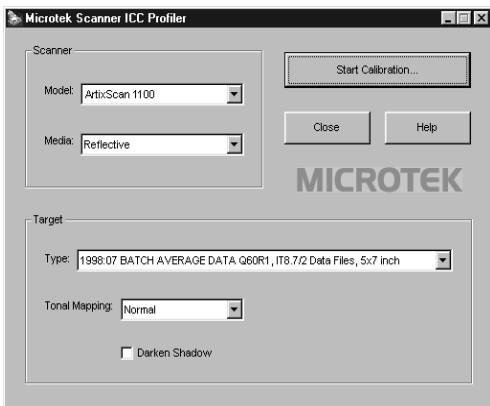 Microtek Scanner ICC Profiler
Scanner
Model: ArtixScan 1100
Media: Reflective
Start Calibration...
Close Help
MICROTEK
Target
Type: 1998:07 BATCH AVERAGE DATA Q60R1, IT8.7/2 Data Files, 5x7 inch
Tonal Mapping: Normal
Darken Shadow